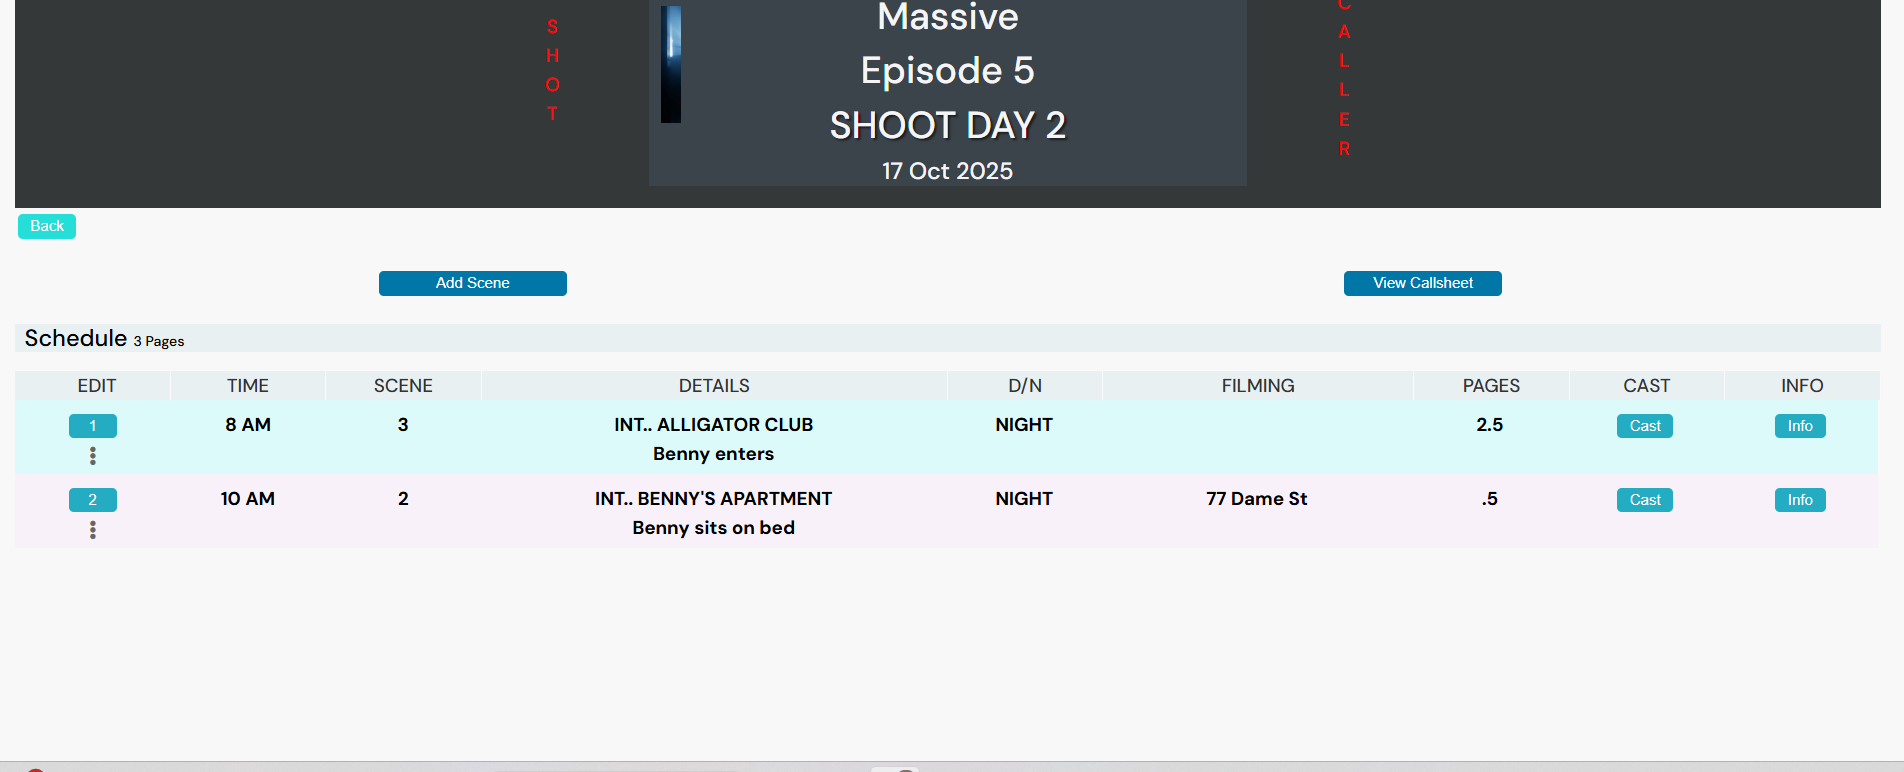 S
H
O
T
Massive
Episode 5
SHOOT DAY 2
17 Oct 2025
C
A
L
L
E
R
Back
Add Scene
View Callsheet
Schedule 3 Pages
EDIT TIME SCENE DETAILS D/N FILMING PAGES CAST INFO
1 8 AM 3 INT.. ALLIGATOR CLUB NIGHT 2.5 Cast Info
Benny enters
2 10 AM 2 INT.. BENNY'S APARTMENT NIGHT 77 Dame St .5 Cast Info
Benny sits on bed